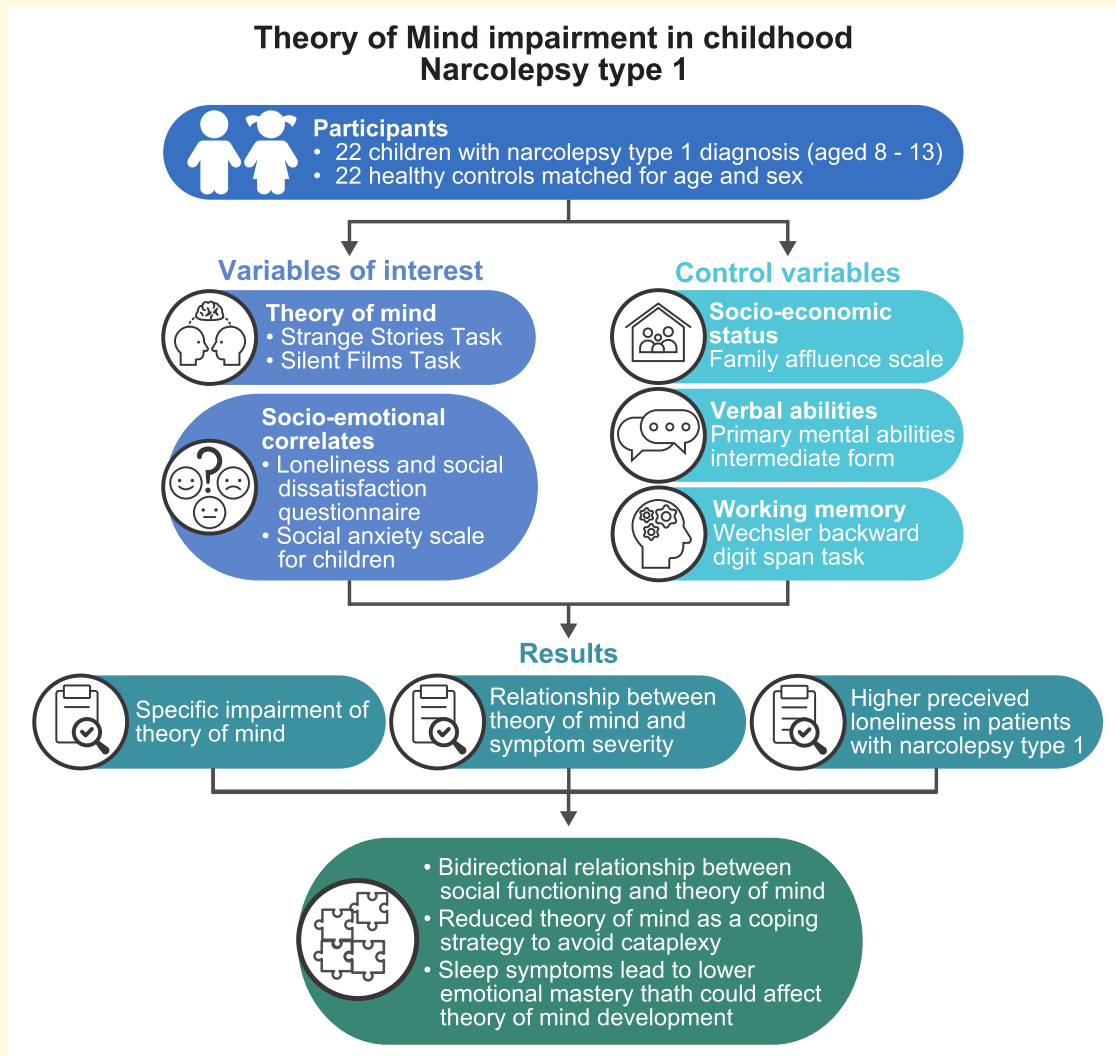 Theory of Mind impairment in childhood
Narcolepsy type 1
Participants
• 22 children with narcolepsy type 1 diagnosis (aged 8 - 13)
• 22 healthy controls matched for age and sex
Variables of interest
Theory of mind
• Strange Stories Task
• Silent Films Task
Socio-emotional
correlates
• Loneliness and social
dissatisfaction
questionnaire
• Social anxiety scale
for children
Control variables
Socio-economic
status
Family affluence scale
Verbal abilities
Primary mental abilities
intermediate form
Working memory
Wechsler backward
digit span task
Results
Specific impairment of
theory of mind
Relationship between
theory of mind and
symptom severity
Higher preceived
loneliness in patients
with narcolepsy type 1
• Bidirectional relationship between
social functioning and theory of mind
• Reduced theory of mind as a coping
strategy to avoid cataplexy
• Sleep symptoms lead to lower
emotional mastery thath could affect
theory of mind development